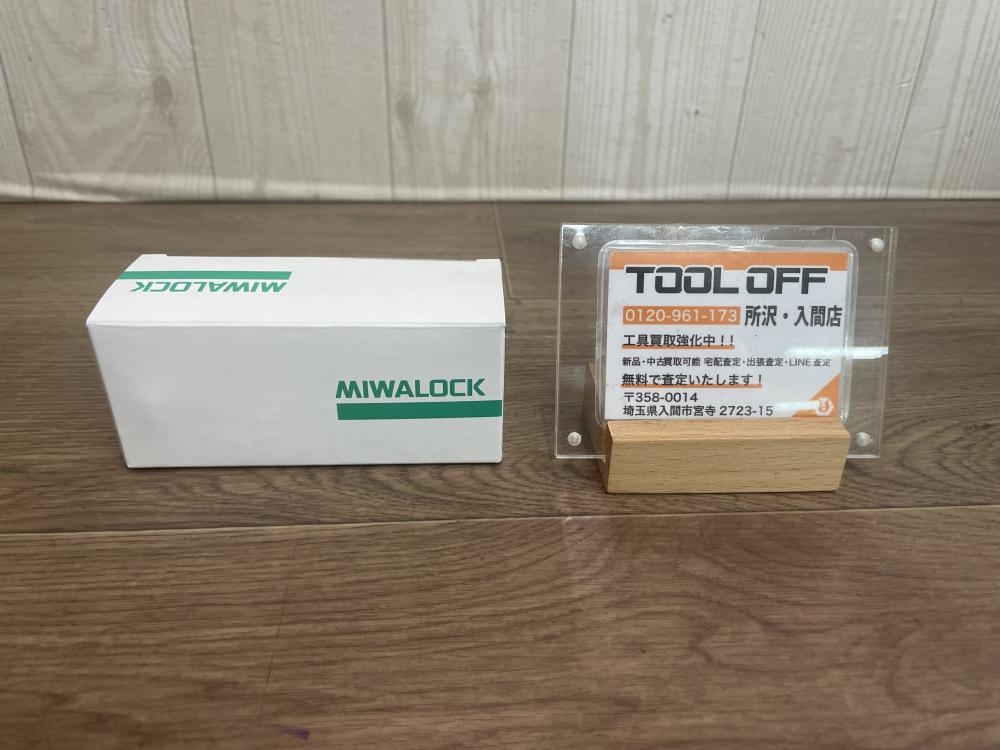 MIWALOCK
MIWALOCK
TOOL OFF
0120-961-173 所沢・入間店
工具買取強化中！！
新品・中古買取可能 宅配査定・出張査定・LINE査定
無料で査定いたします！
〒358-0014
埼玉県入間市宮寺 2723-15